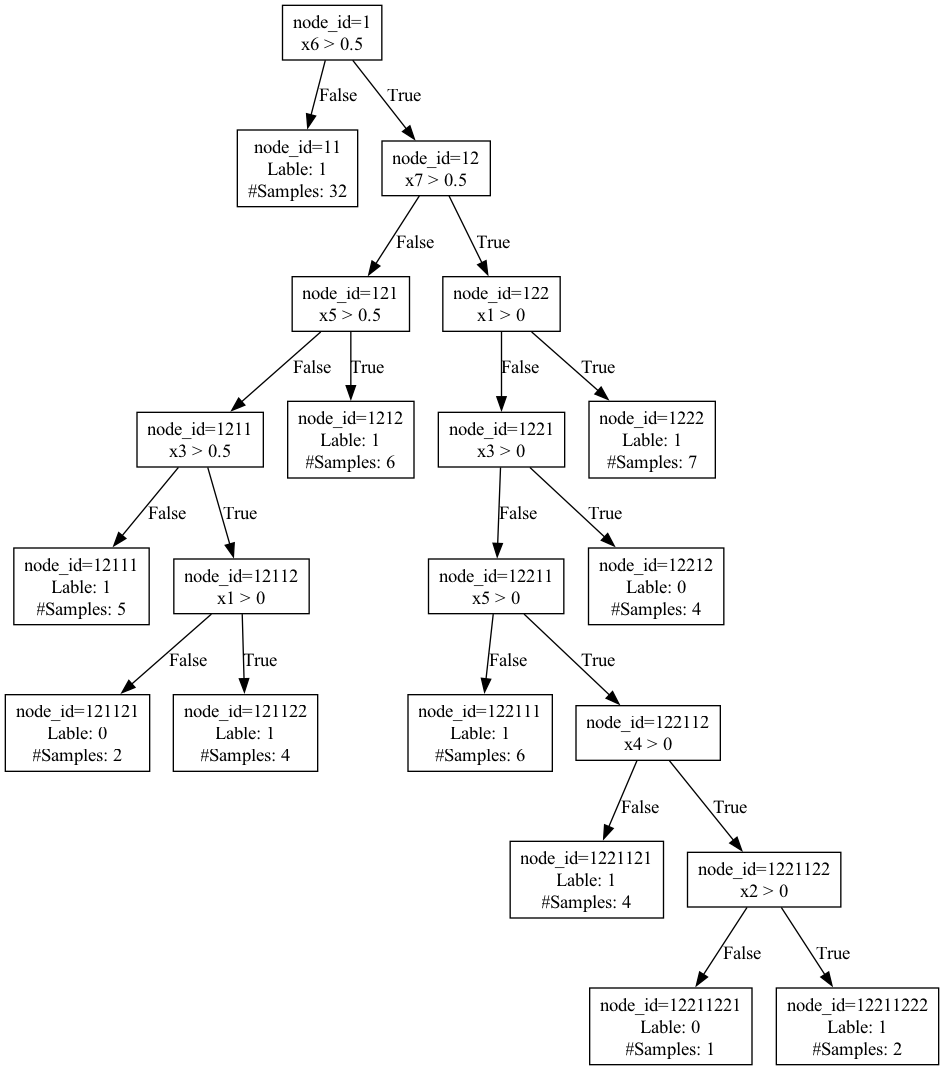 node_id=1
x6 > 0.5
False
True
node_id=11
Lable: 1
#Samples: 32
node_id=12
x7 > 0.5
False
True
node_id=121
x5 > 0.5
node_id=122
x1 > 0
False
True
False
True
node_id=1211
x3 > 0.5
node_id=1212
Lable: 1
#Samples: 6
node_id=1221
x3 > 0
node_id=1222
Lable: 1
#Samples: 7
False
True
False
True
node_id=12111
Lable: 1
#Samples: 5
node_id=12112
x1 > 0
node_id=12211
x5 > 0
node_id=12212
Lable: 0
#Samples: 4
False
True
False
True
node_id=121121
Lable: 0
#Samples: 2
node_id=121122
Lable: 1
#Samples: 4
node_id=122111
Lable: 1
#Samples: 6
node_id=122112
x4 > 0
False
True
node_id=1221121
Lable: 1
#Samples: 4
node_id=1221122
x2 > 0
False
True
node_id=12211221
Lable: 0
#Samples: 1
node_id=12211222
Lable: 1
#Samples: 2